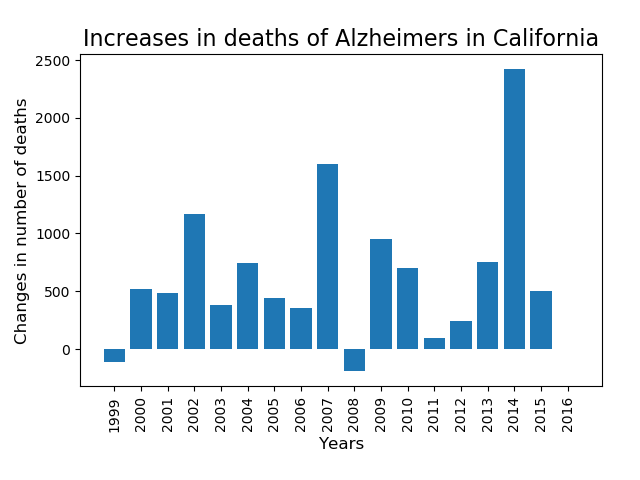 Increases in deaths of Alzheimers in California
Changes in number of deaths
2500
2000
1500
1000
500
0
1999 2000 2001 2002 2003 2004 2005 2006 2007 2008 2009 2010 2011 2012 2013 2014 2015 2016
Years